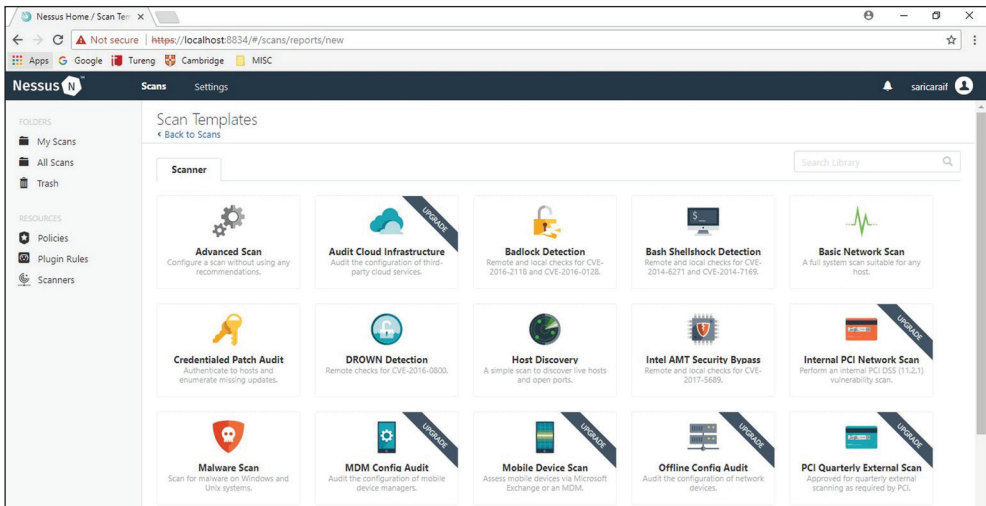 Nessus Home / Scan Tem
Not secure | https://localhost:8834/#/scans/reports/new
Apps Google Tureng Cambridge MISC
Nessus N Scans Settings saricaraif
FOLDERS
My Scans
All Scans
Trash
RESOURCES
Policies
Plugin Rules
Scanners
Scan Templates
Back to Scans
Scanner
Search Library
Advanced Scan
Configure a scan without using any
recommendations.
UPGRADE
Audit Cloud Infrastructure
Audit the configuration of third-
party cloud services.
Badlock Detection
Remote and local checks for CVE-
2016-2118 and CVE-2016-0128.
$_
Bash Shellshock Detection
Remote and local checks for CVE-
2014-6271 and CVE-2014-7169.
Basic Network Scan
A full system scan suitable for any
host.
Credentialed Patch Audit
Authenticate to hosts and
enumerate missing updates.
DROWN Detection
Remote checks for CVE-2016-0800.
Host Discovery
A simple scan to discover live hosts
and open ports.
Intel AMT Security Bypass
Remote and local checks for CVE-
2017-5689.
UPGRADE
Internal PCI Network Scan
Perform an internal PCI DSS (11.2.1)
vulnerability scan.
Malware Scan
Scan for malware on Windows and
Unix systems.
UPGRADE
MDM Config Audit
Audit the configuration of mobile
device managers.
UPGRADE
Mobile Device Scan
Assess mobile devices via Microsoft
Exchange or an MDM.
UPGRADE
Offline Config Audit
Audit the configuration of network
devices.
UPGRADE
PCI Quarterly External Scan
Approved for quarterly external
scanning as required by PCI.